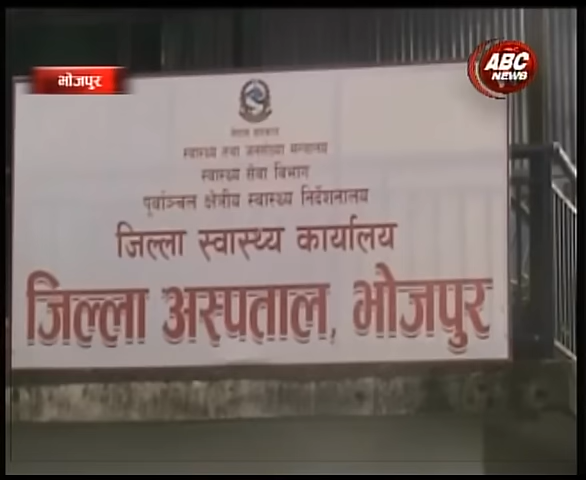 भोजपुर
ABC
NEWS
नेपाल सरकार
स्वास्थ्य तथा जनसंख्या मन्त्रालय
स्वास्थ्य सेवा विभाग
पूर्वाञ्चल क्षेत्रीय स्वास्थ्य निर्देशनालय
जिल्ला स्वास्थ्य कार्यालय
जिल्ला अस्पताल, भोजपुर